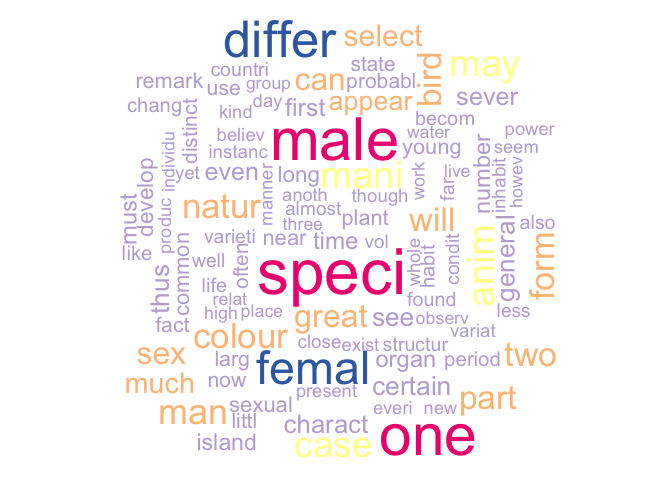 differ select
countri state
may
remark use group can probabl bird sever
chang kind day first appear
distinct becom
believ male water young power
instanc seem
individu yet even long mani work far live number inhabit howev
must develop manner anoth though
produc natur almost plant will
three
like thus common varieti near time vol general also
often whole habit condit anim form
well speci
life
relat found less
high place great see observ
fact colour variat
close exist structur
sex larg femal organ period two
much now present certain part
sexual everi new
man littl charact
island case one